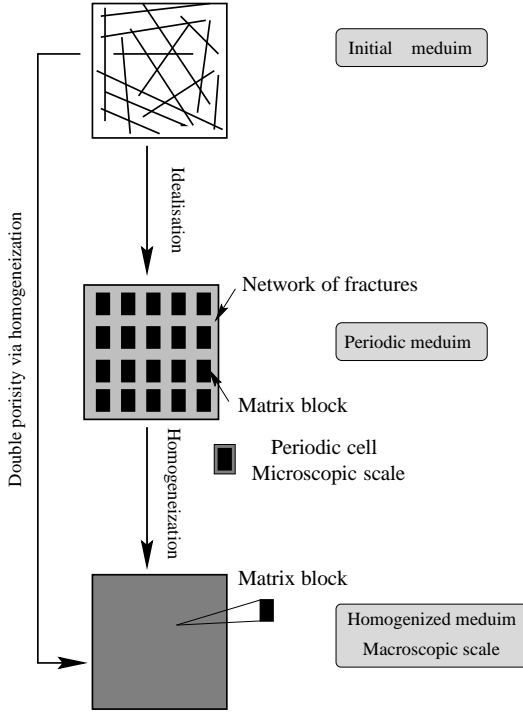 Initial meduim
Idealisation
Double porisity via homogeneization
Network of fractures
Periodic meduim
Matrix block
Homogeneization
Periodic cell
Microscopic scale
Matrix block
Homogenized meduim
Macroscopic scale